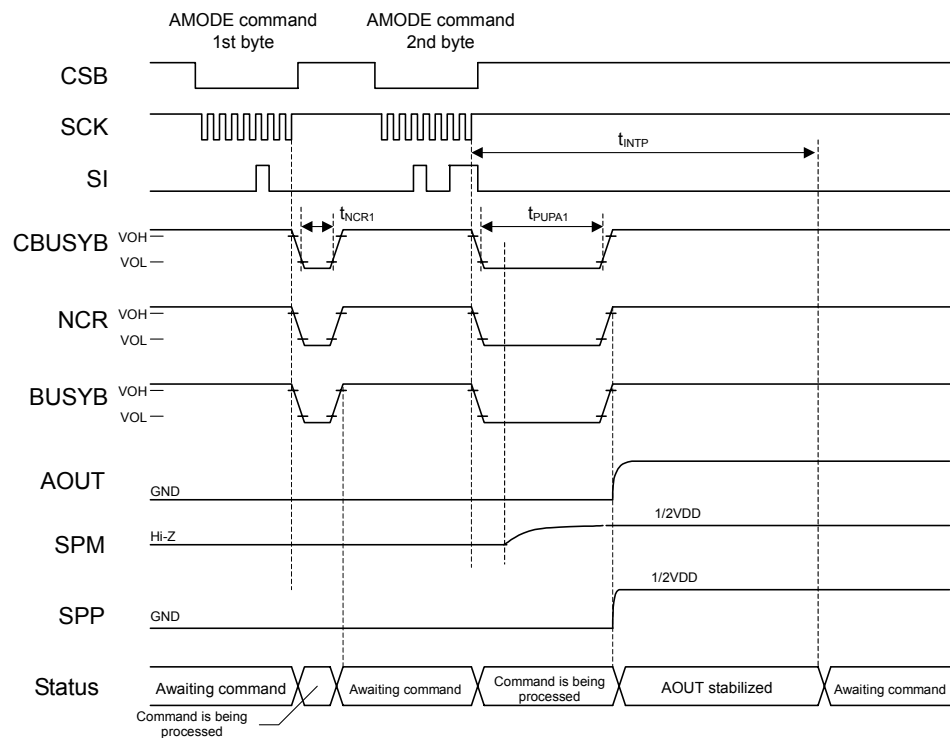 AMODE command
1st byte
AMODE command
2nd byte
CSB
SCK
tINTP
SI
tNCR1
tPUPA1
CBUSYB
VOH
VOL
NCR
VOH
VOL
BUSYB
VOH
VOL
AOUT
GND
SPM
Hi-Z
1/2VDD
SPP
GND
1/2VDD
Status
Awaiting command
Awaiting command
Command is being
processed
AOUT stabilized
Awaiting command
Command is being
processed